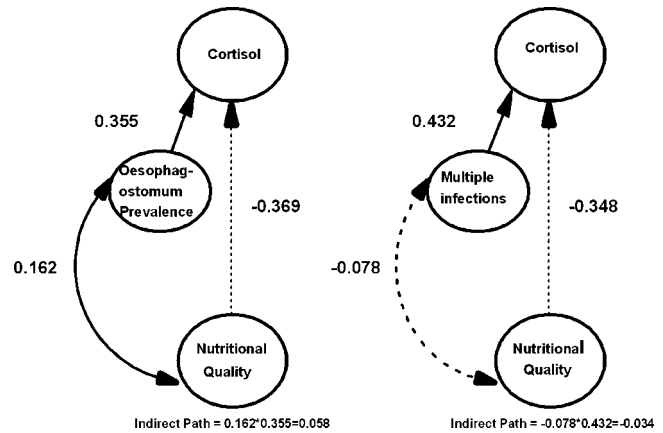 Cortisol
0.355
Oesophag-
ostomum
Prevalence
-0.369
0.162
Nutritional
Quality
Indirect Path = 0.162*0.355=0.058
Cortisol
0.432
Multiple
infections
-0.348
-0.078
Nutritional
Quality
Indirect Path = -0.078*0.432=-0.034